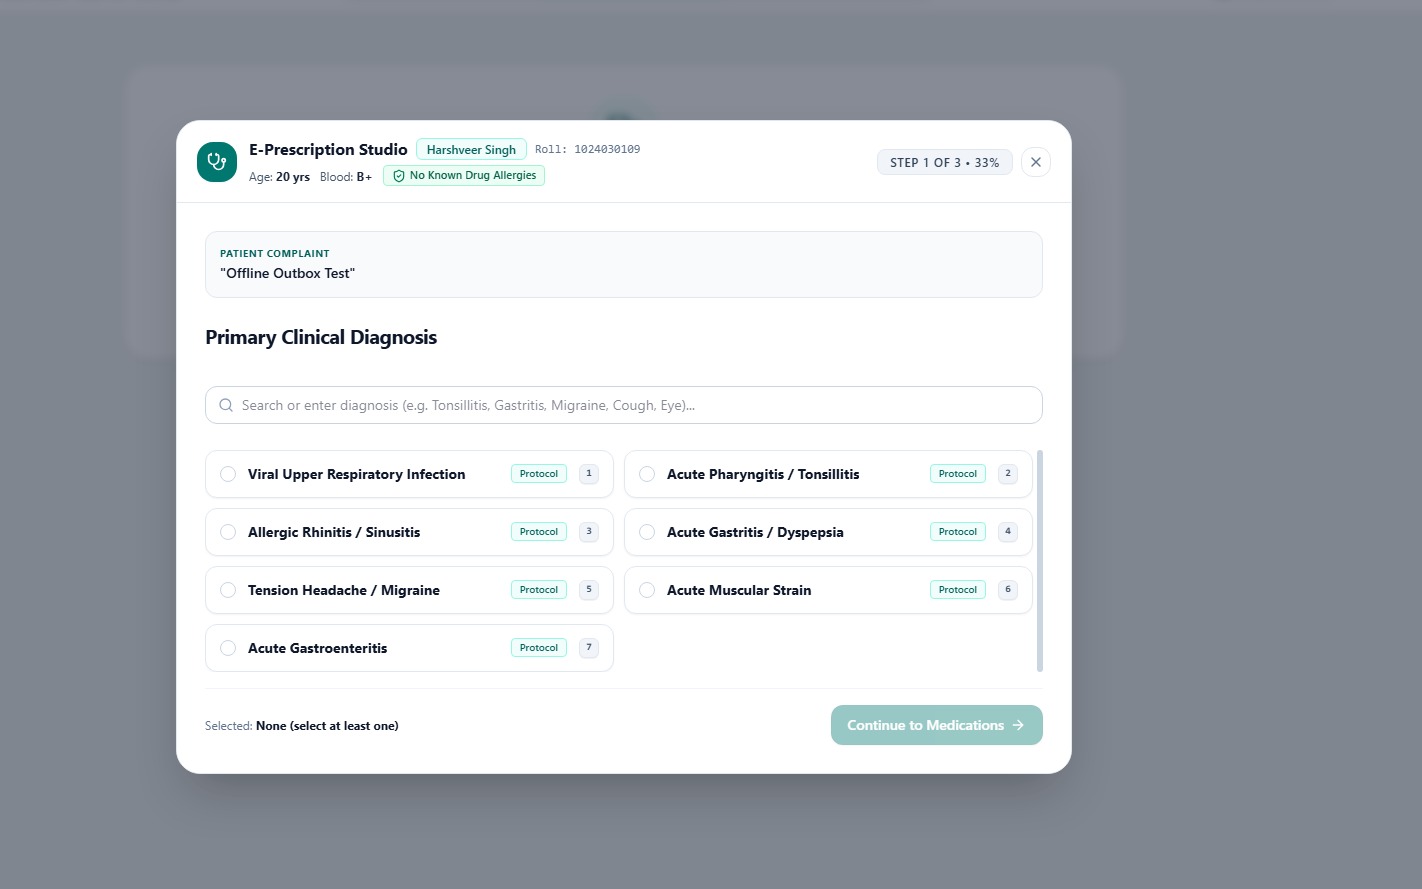 E-Prescription Studio Harshveer Singh Roll: 1024030109
Age: 20 yrs Blood: B+ No Known Drug Allergies
STEP 1 OF 3 • 33%
PATIENT COMPLAINT
"Offline Outbox Test"
Primary Clinical Diagnosis
Search or enter diagnosis (e.g. Tonsillitis, Gastritis, Migraine, Cough, Eye)...
Viral Upper Respiratory Infection Protocol 1
Acute Pharyngitis / Tonsillitis Protocol 2
Allergic Rhinitis / Sinusitis Protocol 3
Acute Gastritis / Dyspepsia Protocol 4
Tension Headache / Migraine Protocol 5
Acute Muscular Strain Protocol 6
Acute Gastroenteritis Protocol 7
Selected: None (select at least one)
Continue to Medications →